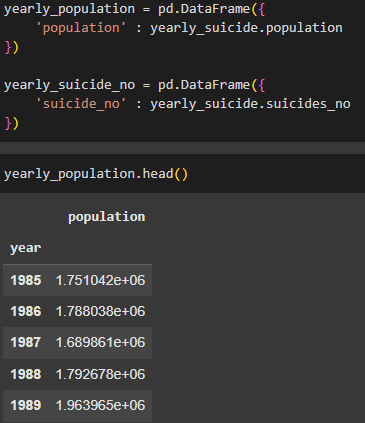 yearly_population = pd.DataFrame({
    'population' : yearly_suicide.population
})
yearly_suicide_no = pd.DataFrame({
    'suicide_no' : yearly_suicide.suicides_no
})
yearly_population.head()
population
year
1985 1.751042e+06
1986 1.788038e+06
1987 1.689861e+06
1988 1.792678e+06
1989 1.963965e+06